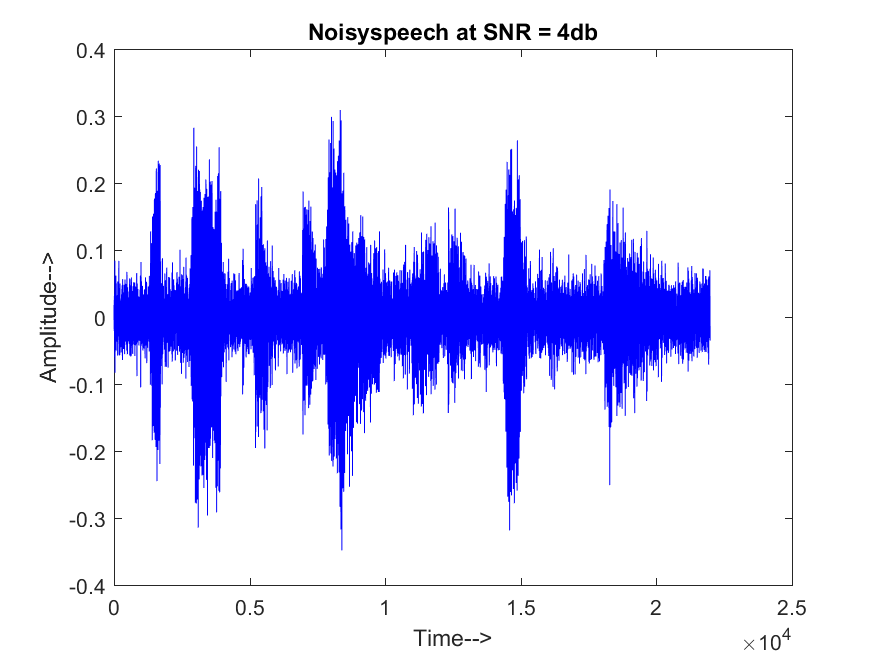 Noisyspeech at SNR = 4db
0.4
0.3
0.2
0.1
0
-0.1
-0.2
-0.3
-0.4
Amplitude-->
0 0.5 1 1.5 2 2.5
Time-->
×10⁴